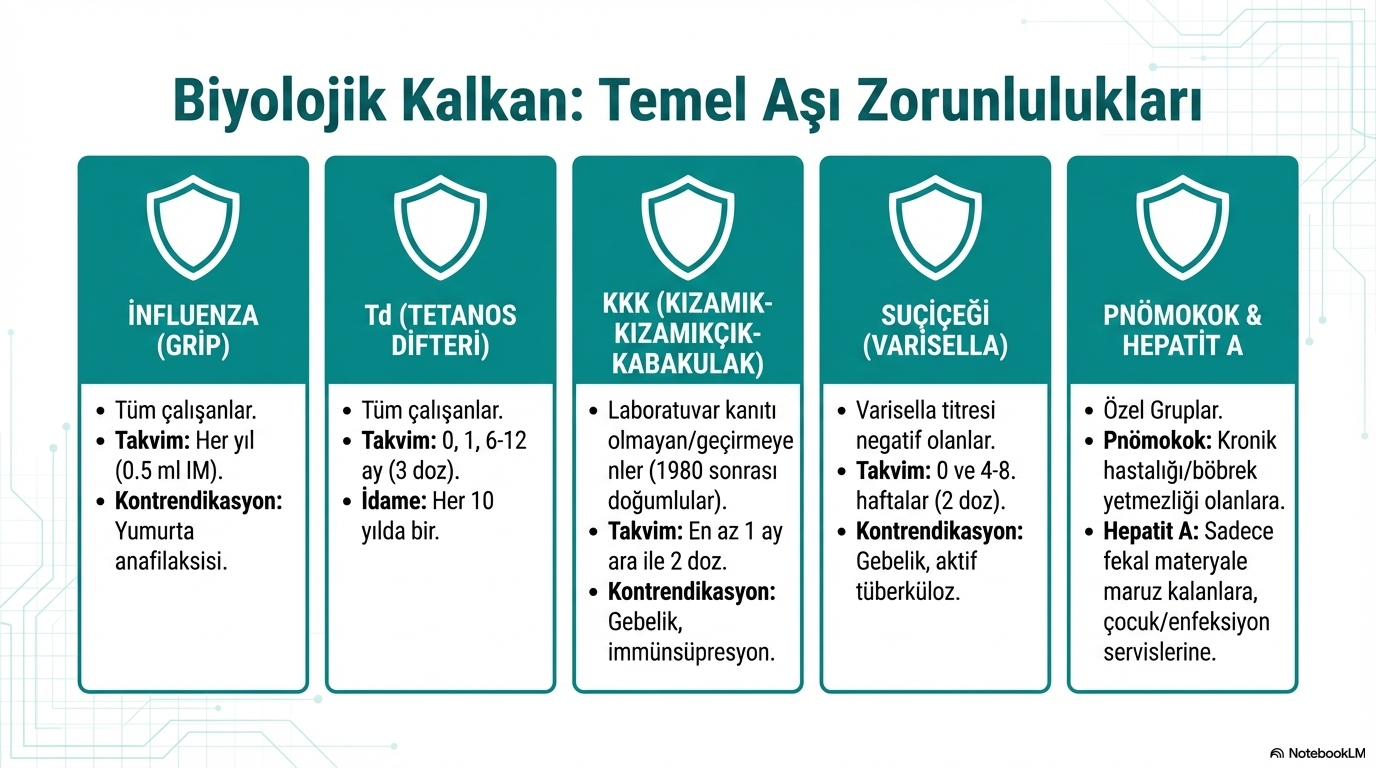 Biyolojik Kalkan: Temel Aşı Zorunlulukları
İNFLUENZA
(GRİP)
• Tüm çalışanlar.
• Takvim: Her yıl
(0.5 ml IM).
• Kontrendikasyon:
Yumurta
anafilaksisi.
Td (TETANOS
DİFTERİ)
• Tüm çalışanlar.
• Takvim: 0, 1, 6-12
ay (3 doz).
• İdame: Her 10
yılda bir.
KKK (KIZAMIK-
KIZAMIKÇIK-
KABAKULAK)
• Laboratuvar kanıtı
olmayan/geçirmeye
nler (1980 sonrası
doğumlular).
• Takvim: En az 1 ay
ara ile 2 doz.
• Kontrendikasyon:
Gebelik,
immünsüpresyon.
SUÇİÇEĞİ
(VARİSELLA)
• Varisella titresi
negatif olanlar.
• Takvim: 0 ve 4-8.
haftalar (2 doz).
• Kontrendikasyon:
Gebelik, aktif
tüberküloz.
PNÖMOKOK &
HEPATİT A
• Özel Gruplar.
• Pnömokok: Kronik
hastalığı/böbrek
yetmezliği olanlara.
• Hepatit A: Sadece
fekal materyale
maruz kalanlara,
çocuk/enfeksiyon
servislerine.
NotebookLM